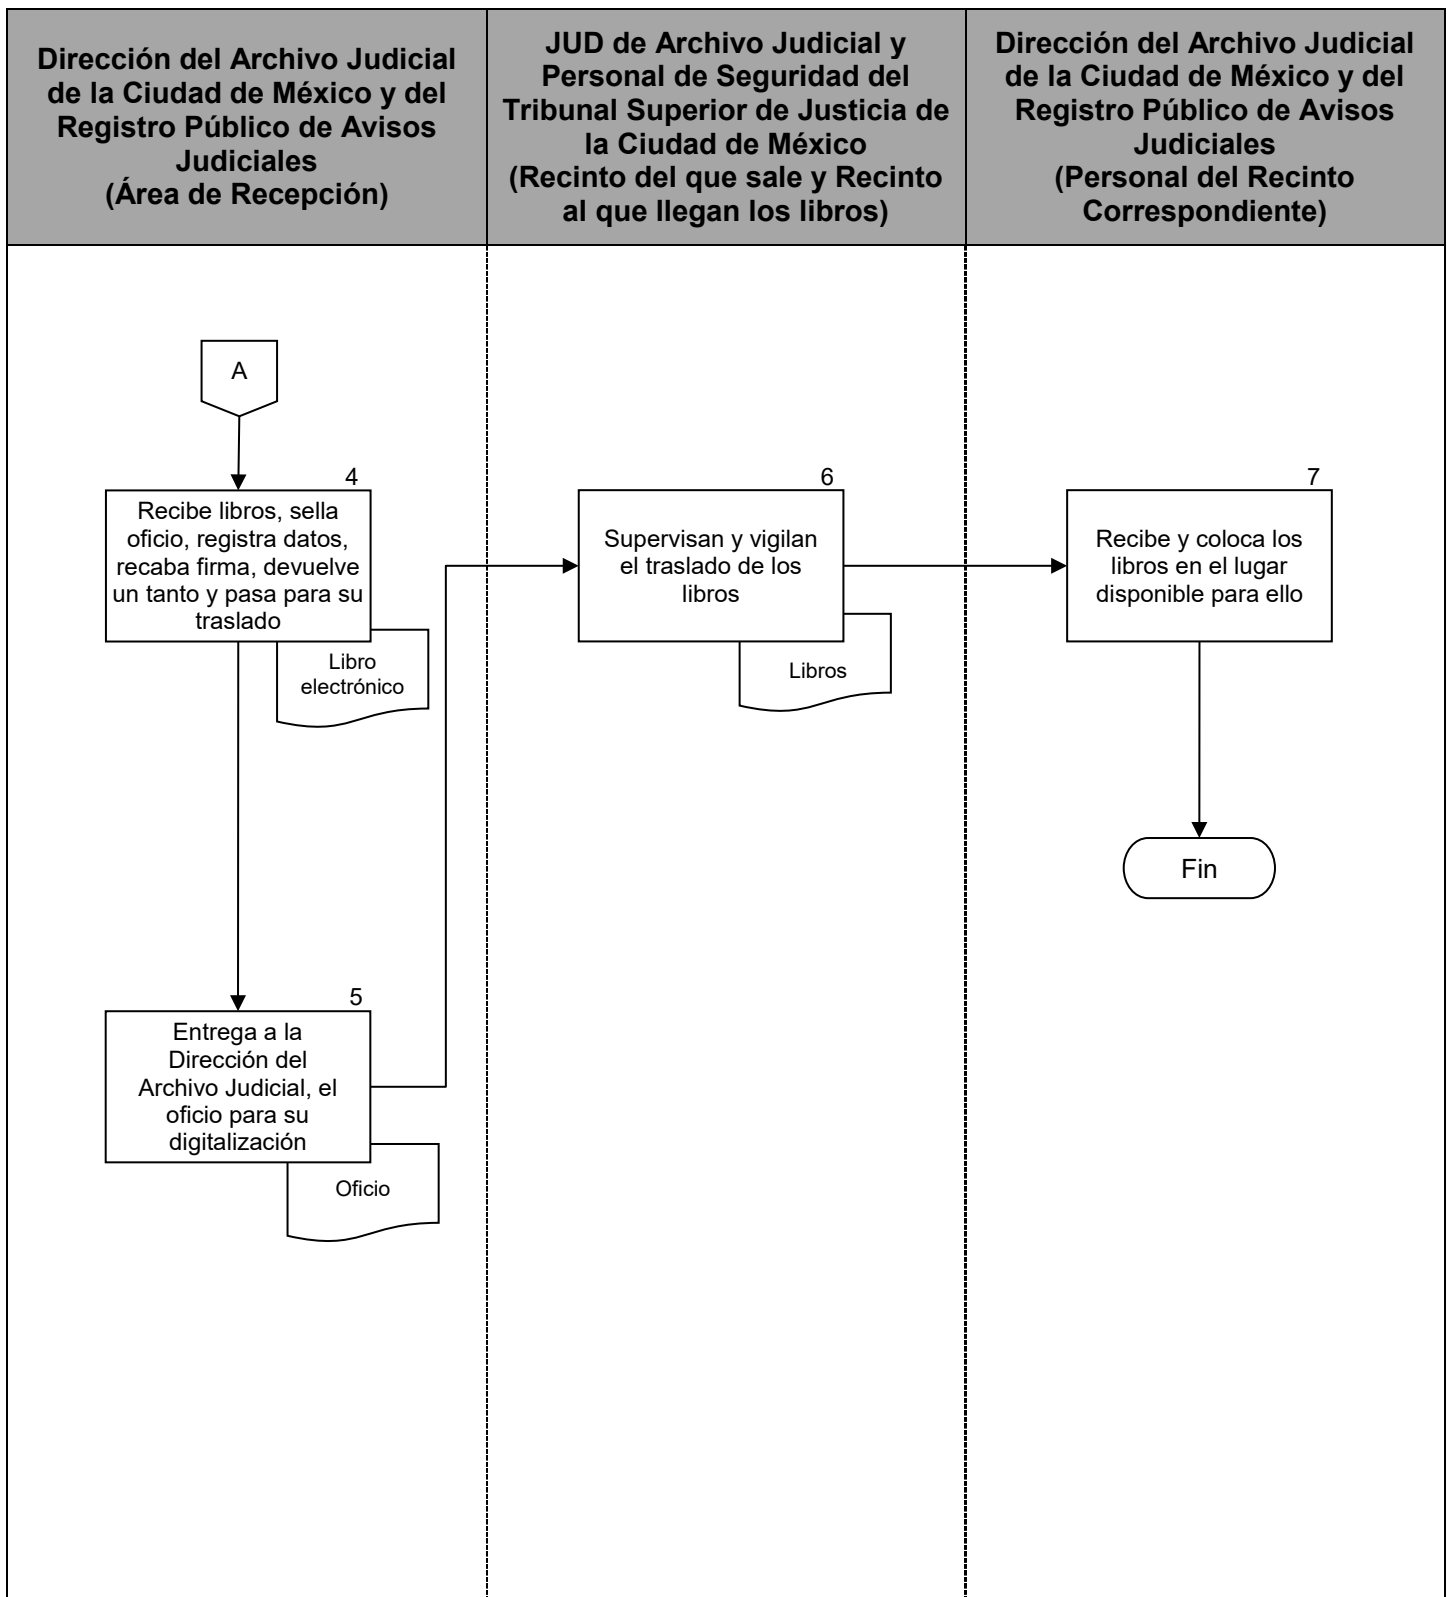 Dirección del Archivo Judicial
de la Ciudad de México y del
Registro Público de Avisos
Judiciales
(Área de Recepción)
JUD de Archivo Judicial y
Personal de Seguridad del
Tribunal Superior de Justicia de
la Ciudad de México
(Recinto del que sale y Recinto
al que llegan los libros)
Dirección del Archivo Judicial
de la Ciudad de México y del
Registro Público de Avisos
Judiciales
(Personal del Recinto
Correspondiente)
A
4
Recibe libros, sella
oficio, registra datos,
recaba firma, devuelve
un tanto y pasa para su
traslado
Libro
electrónico
5
Entrega a la
Dirección del
Archivo Judicial, el
oficio para su
digitalización
Oficio
6
Supervisan y vigilan
el traslado de los
libros
Libros
7
Recibe y coloca los
libros en el lugar
disponible para ello
Fin